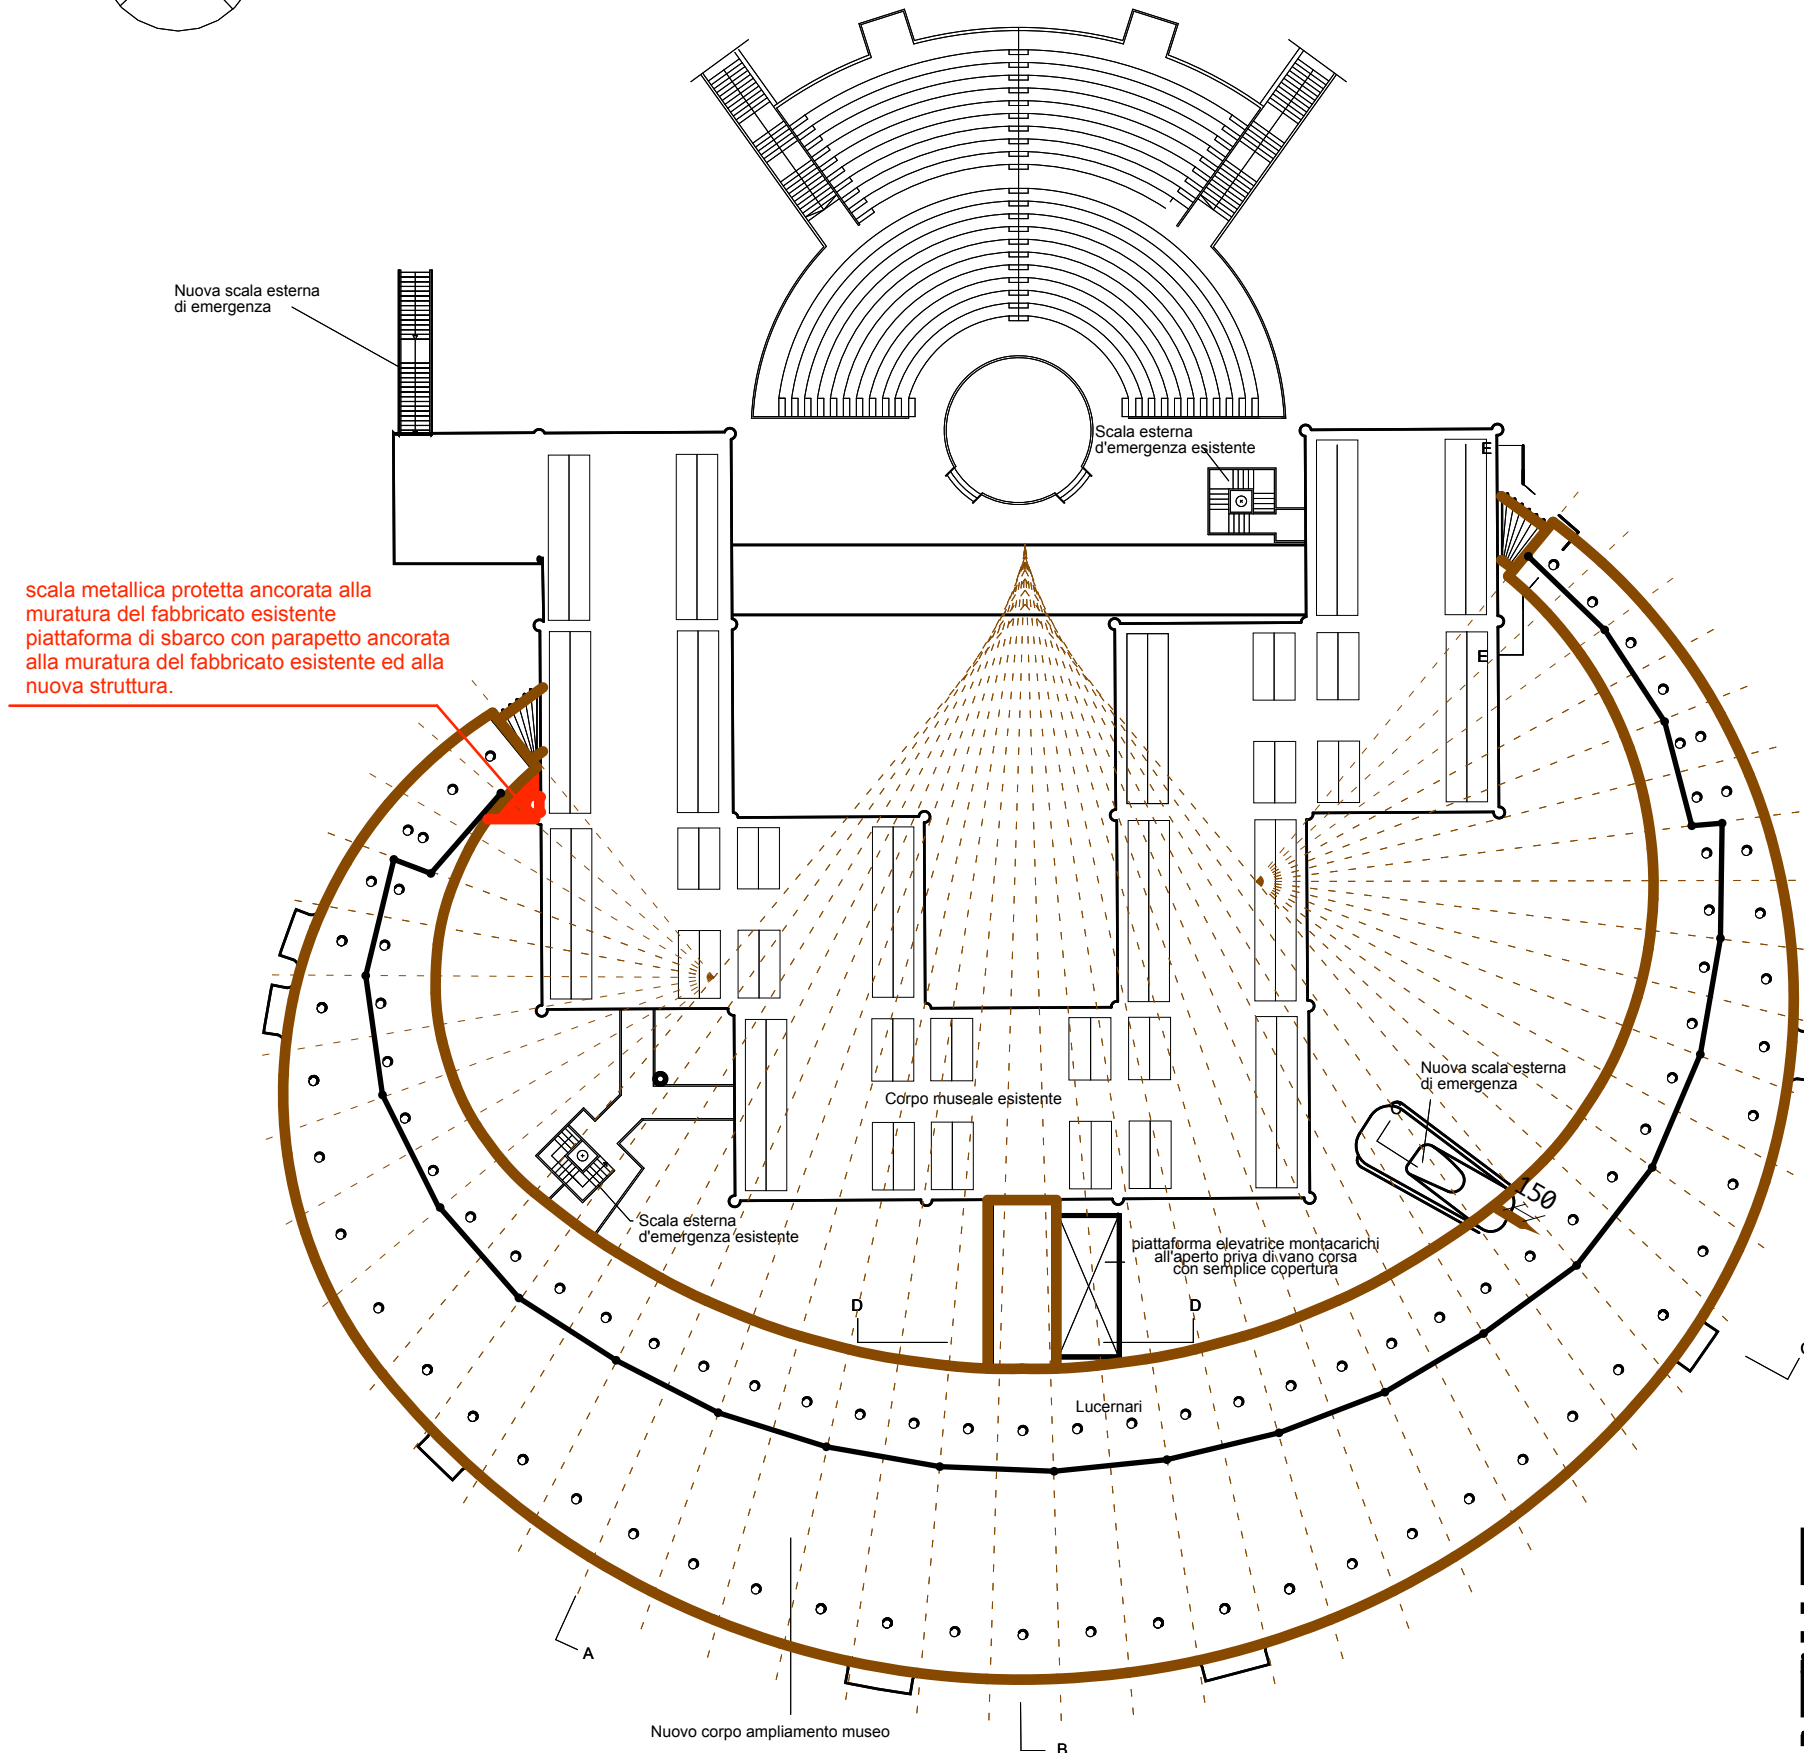 Nuova scala esterna
di emergenza
Scala esterna
d'emergenza esistente
E
scala metallica protetta ancorata alla
muratura del fabbricato esistente
piattaforma di sbarco con parapetto ancorata
alla muratura del fabbricato esistente ed alla
nuova struttura.
E
Nuova scala esterna
di emergenza
Corpo museale esistente
150
Scala esterna
d'emergenza esistente
piattaforma elevatrice montacarichi
all'aperto priva di vano corsa
con semplice copertura
D
D
Lucernari
A
Nuovo corpo ampliamento museo
B